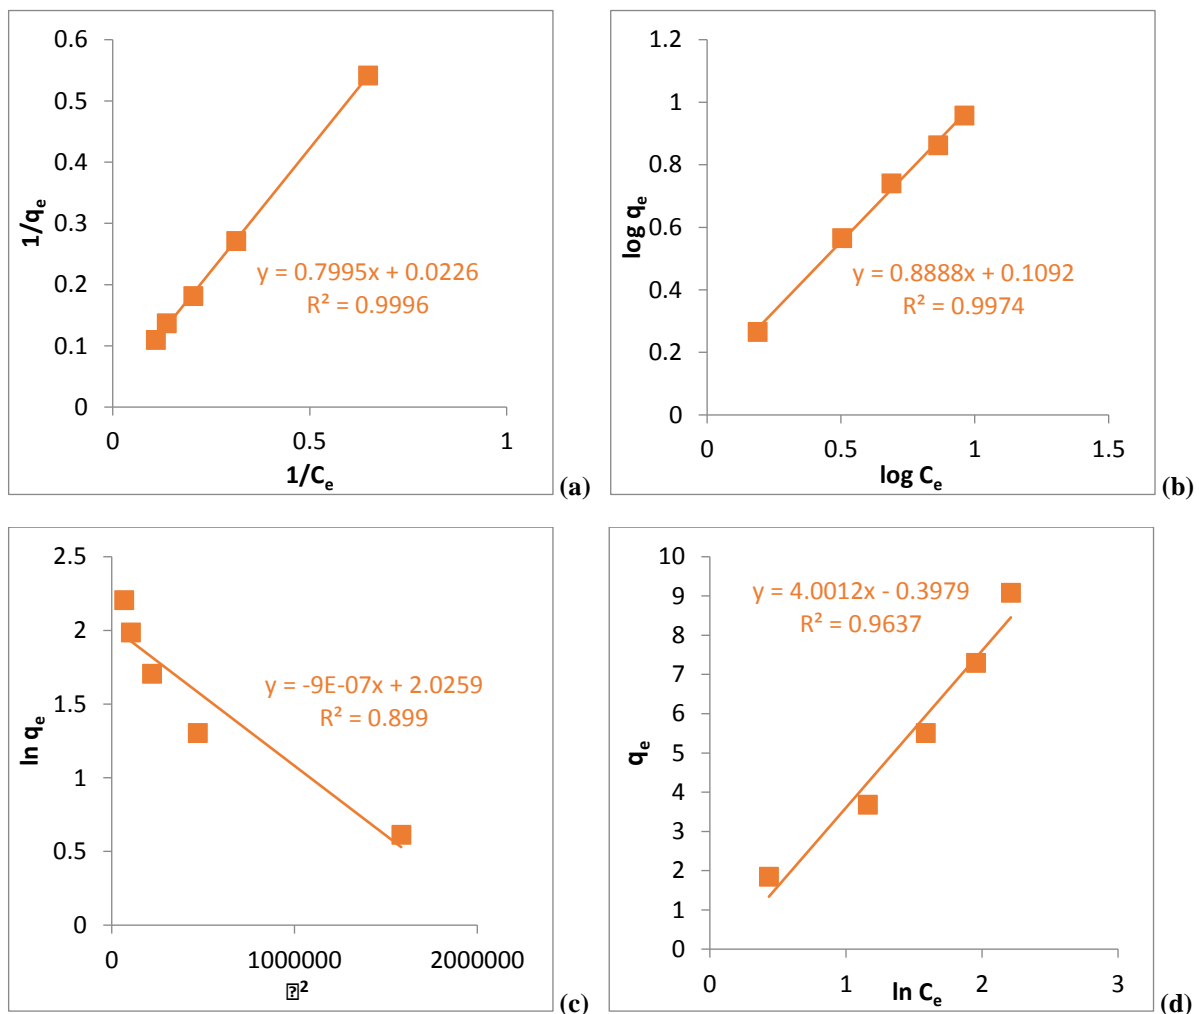 0.6
0.5
0.4
0.3
0.2
0.1
0
0
0.5
1
1/qe
1/Ce
y = 0.7995x + 0.0226
R² = 0.9996
(a)
1.2
1
0.8
0.6
0.4
0.2
0
0
0.5
1
1.5
log qe
log Ce
y = 0.8888x + 0.1092
R² = 0.9974
(b)
2.5
2
1.5
1
0.5
0
0
1000000
2000000
ln qe
⍰²
y = -9E-07x + 2.0259
R² = 0.899
(c)
10
9
8
7
6
5
4
3
2
1
0
0
1
2
3
qe
ln Ce
y = 4.0012x - 0.3979
R² = 0.9637
(d)